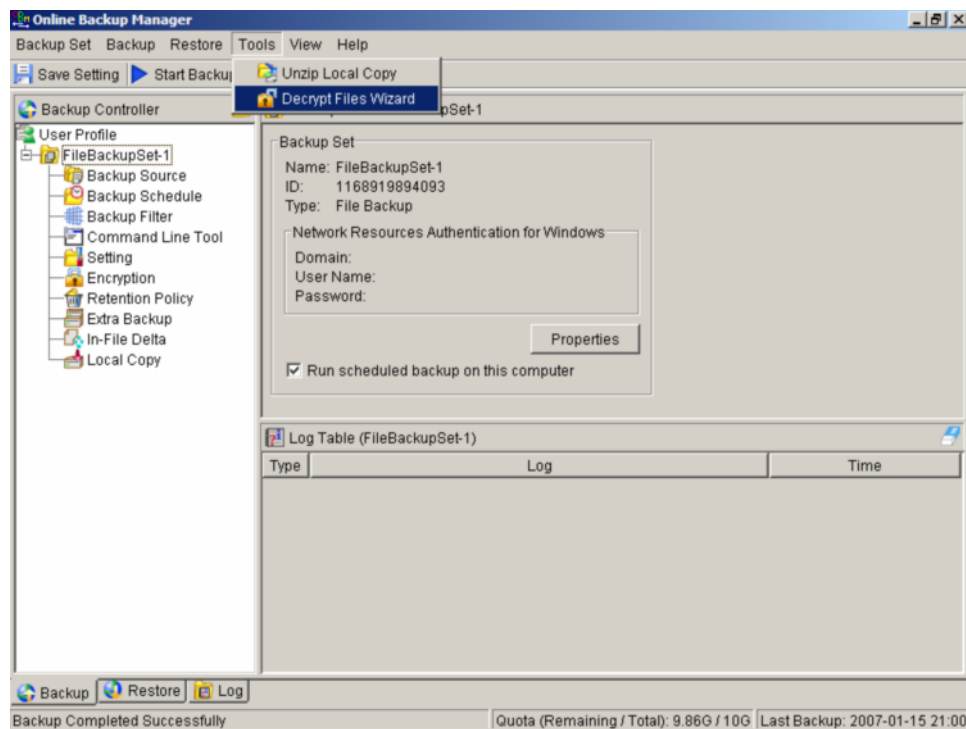 Online Backup Manager
Backup Set Backup Restore Tools View Help
Save Setting Start Backup
Unzip Local Copy
Decrypt Files Wizard
Backup Controller
User Profile
FileBackupSet-1
Backup Source
Backup Schedule
Backup Filter
Command Line Tool
Setting
Encryption
Retention Policy
Extra Backup
In-File Delta
Local Copy
Backup Set
Name: FileBackupSet-1
ID: 1168919894093
Type: File Backup
Network Resources Authentication for Windows
Domain:
User Name:
Password:
Properties
Run scheduled backup on this computer
Log Table (FileBackupSet-1)
Type Log Time
Backup Restore Log
Backup Completed Successfully Quota (Remaining / Total): 9.86G / 10G Last Backup: 2007-01-15 21:00